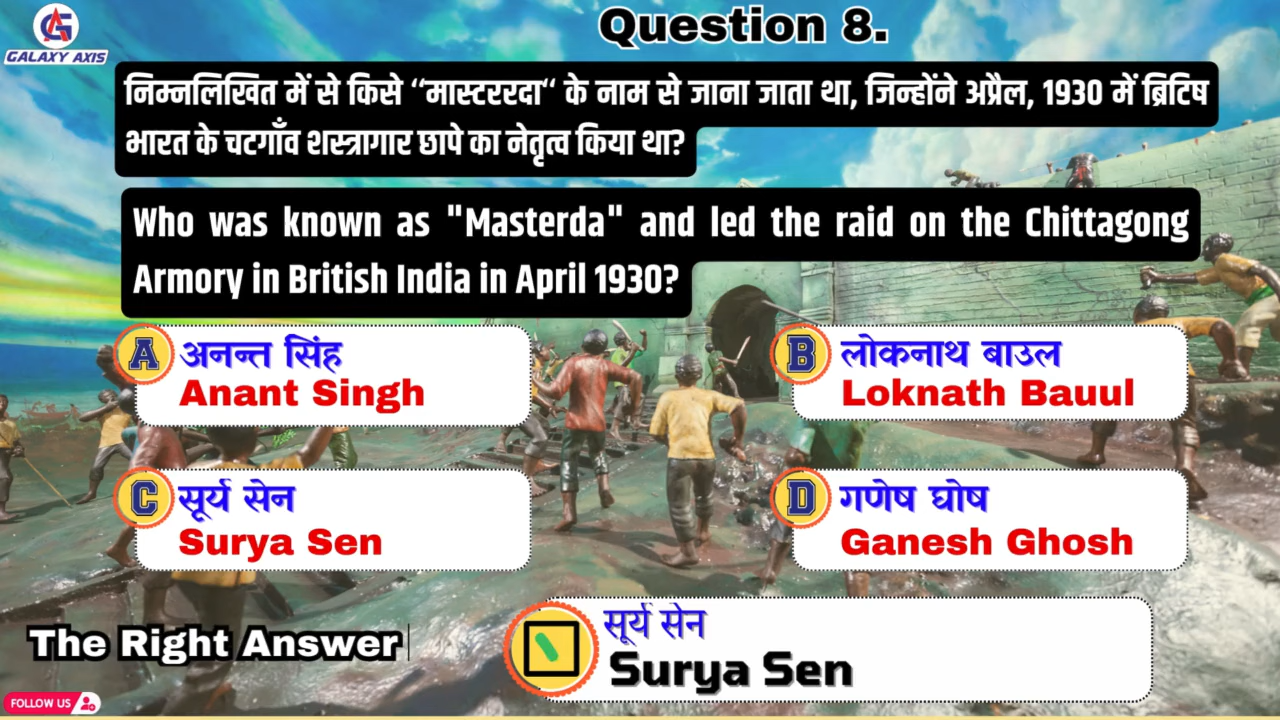 GALAXY AXIS
Question 8.
निम्नलिखित में से किसे “मास्टररदा“ के नाम से जाना जाता था, जिन्होंने अप्रैल, 1930 में ब्रिटिष
भारत के चटगाँव शस्त्रागार छापे का नेतृत्व किया था?
Who was known as "Masterda" and led the raid on the Chittagong
Armory in British India in April 1930?
A अनन्त सिंह
Anant Singh
B लोकनाथ बाउल
Loknath Bauul
C सूर्य सेन
Surya Sen
D गणेष घोष
Ganesh Ghosh
The Right Answer
सूर्य सेन
Surya Sen
FOLLOW US